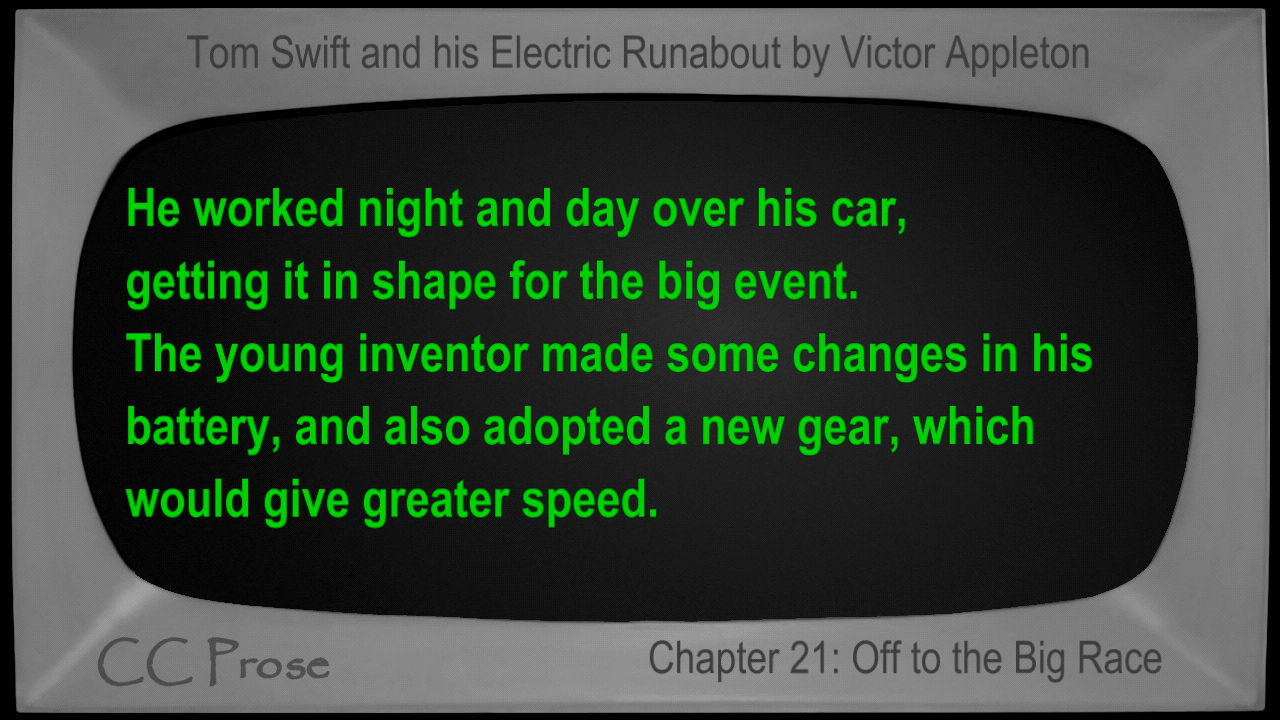 Tom Swift and his Electric Runabout by Victor Appleton
He worked night and day over his car,
getting it in shape for the big event.
The young inventor made some changes in his
battery, and also adopted a new gear, which
would give greater speed.
CC Prose
Chapter 21: Off to the Big Race